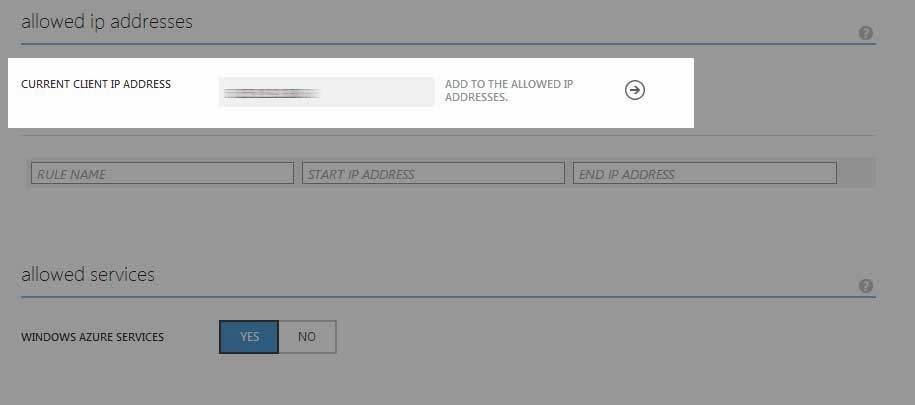 allowed ip addresses
?
CURRENT CLIENT IP ADDRESS
ADD TO THE ALLOWED IP
ADDRESSES.
RULE NAME
START IP ADDRESS
END IP ADDRESS
allowed services
?
WINDOWS AZURE SERVICES
YES
NO